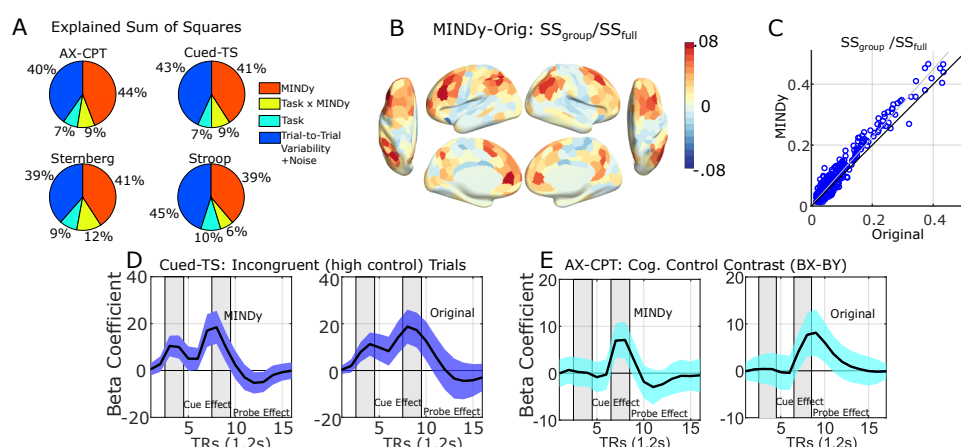 A
Explained Sum of Squares
AX-CPT
Cued-TS
40%
44%
7%
9%
43%
41%
7%
9%
MINDy
Task x MINDy
Task
Trial-to-Trial
Variability
+Noise
Sternberg
Stroop
39%
41%
9%
12%
39%
45%
10%
6%
B
MINDy-Orig: SSgroup/SSfull
.08
0
-.08
C
SSgroup /SSfull
MINDy
0.4
0.2
0
0
0.2
0.4
Original
D
Cued-TS: Incongruent (high control) Trials
Beta Coefficient
40
20
0
-20
MINDy
Cue Effect
Probe Effect
5
10
15
TRs (1.2s)
40
20
0
-20
Original
Cue Effect
Probe Effect
5
10
15
TRs (1.2s)
E
AX-CPT: Cog. Control Contrast (BX-BY)
Beta Coefficient
20
10
0
-10
MINDy
Cue Effect
Probe Effect
5
10
15
TRs (1.2s)
20
10
0
-10
Original
Cue Effect
Probe Effect
5
10
15
TRs (1.2s)